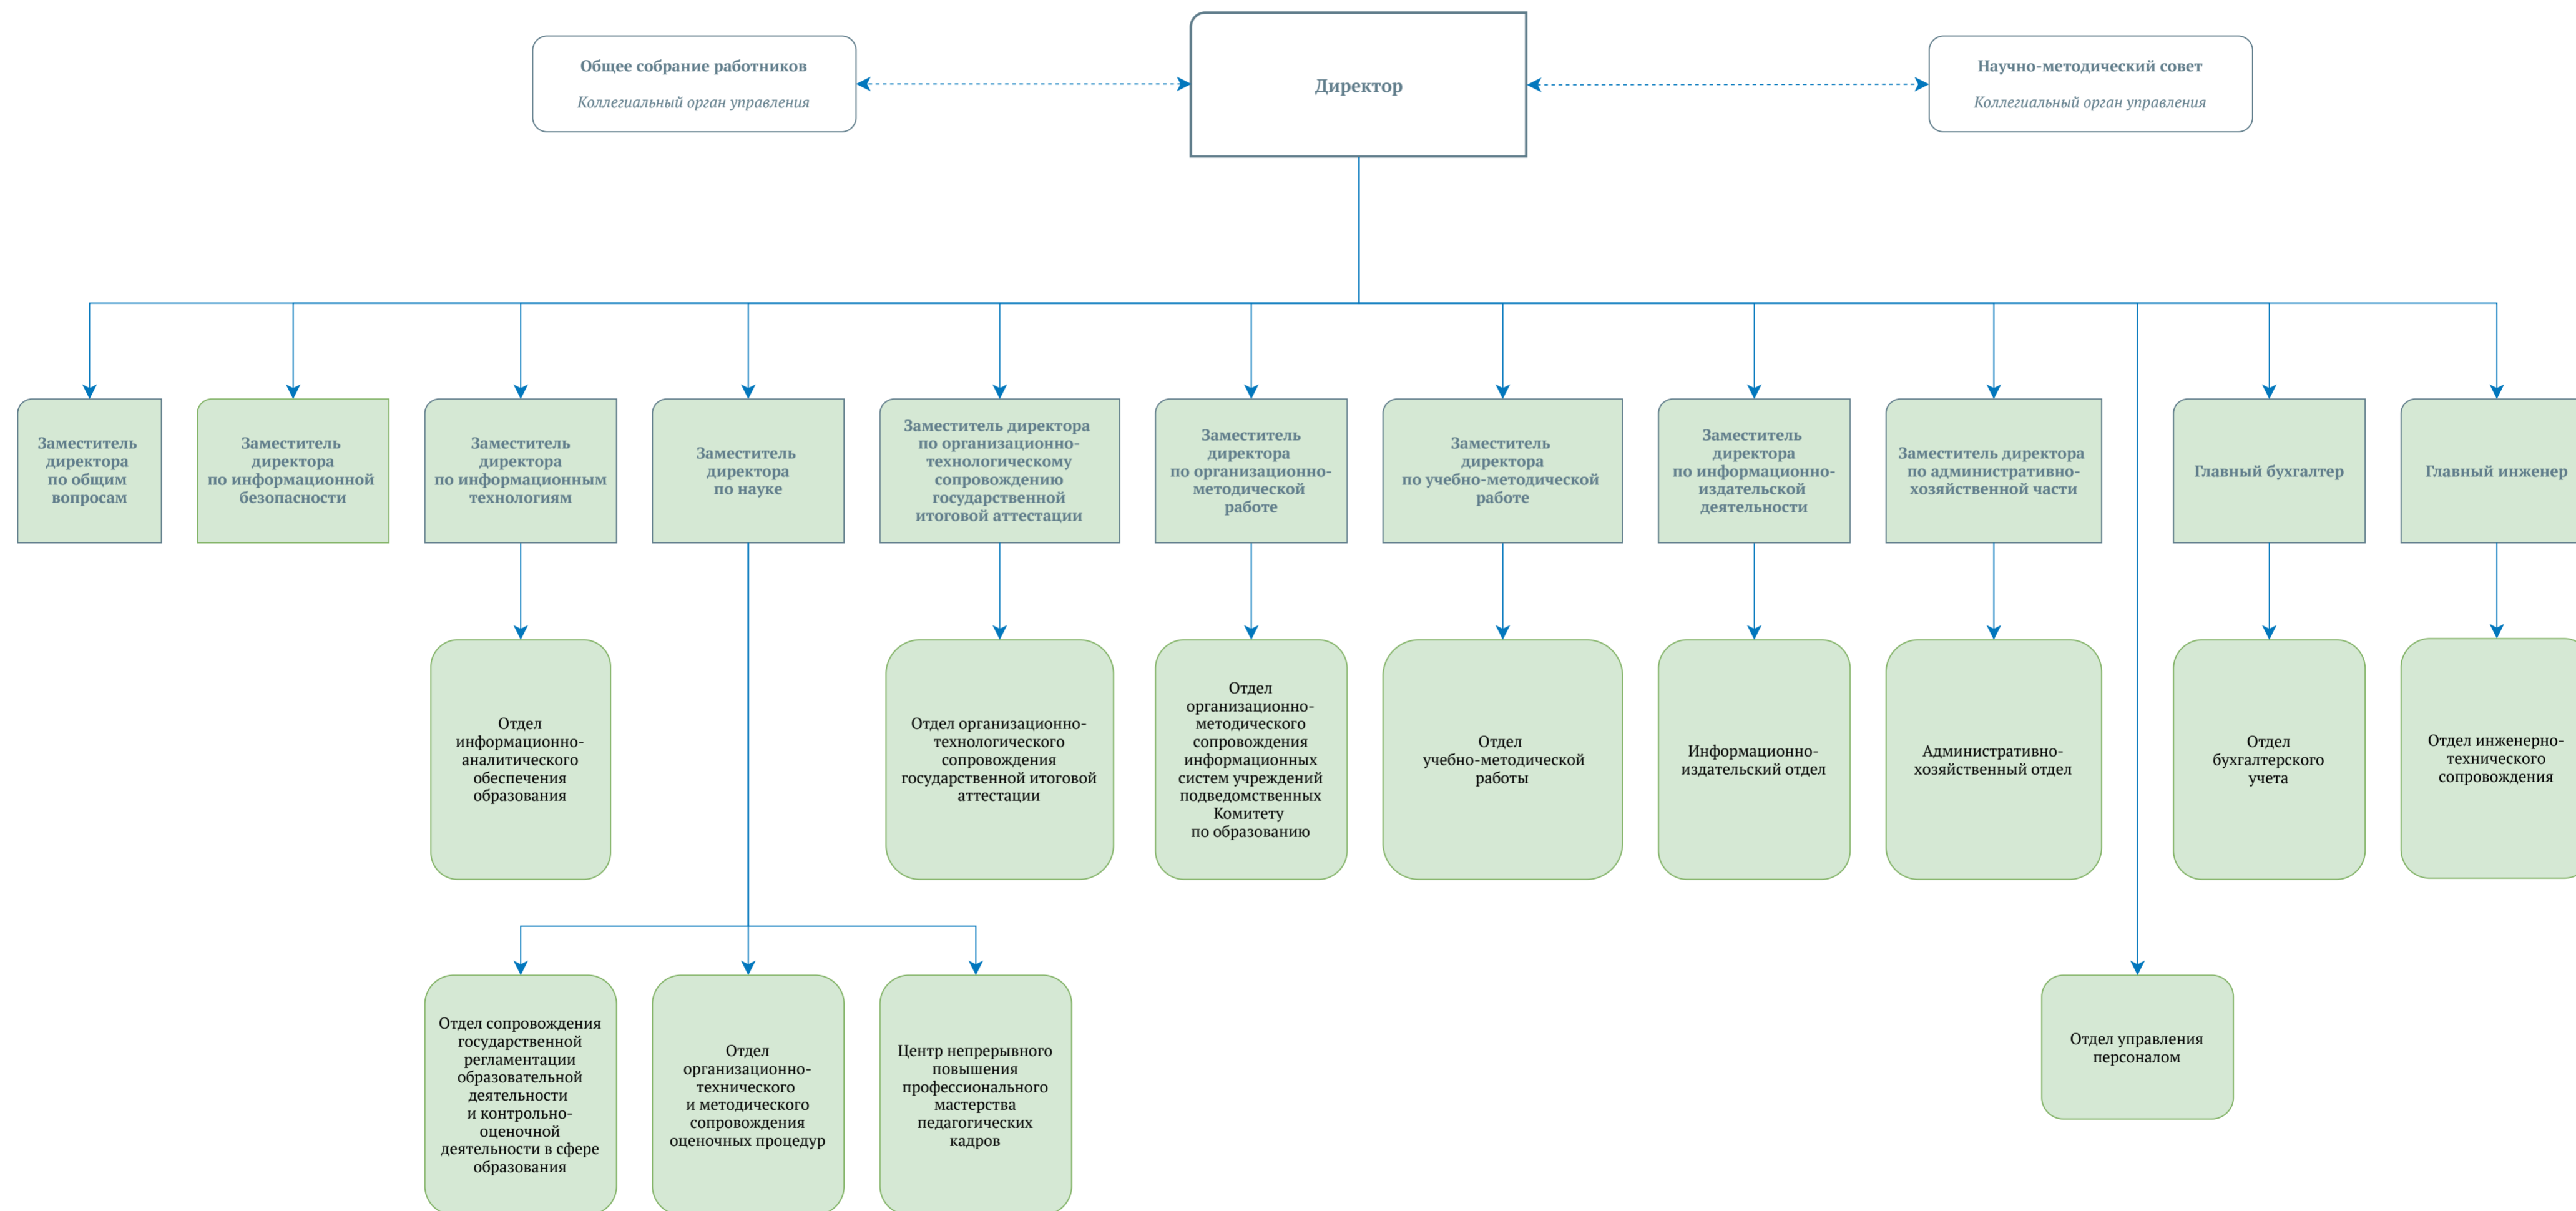 Общее собрание работников
Коллегиальный орган управления
Директор
Научно-методический совет
Коллегиальный орган управления
Заместитель
директора
по общим
вопросам
Заместитель
директора
по информационной
безопасности
Заместитель
директора
по информационным
технологиям
Заместитель
директора
по науке
Заместитель директора
по организационно-
технологическому
сопровождению
государственной
итоговой аттестации
Заместитель
директора
по организационно-
методической
работе
Заместитель
директора
по учебно-методической
работе
Заместитель
директора
по информационно-
издательской
деятельности
Заместитель директора
по административно-
хозяйственной части
Главный бухгалтер
Главный инженер
Отдел
информационно-
аналитического
обеспечения
образования
Отдел организационно-
технологического
сопровождения
государственной итоговой
аттестации
Отдел
организационно-
методического
сопровождения
информационных
систем учреждений
подведомственных
Комитету
по образованию
Отдел
учебно-методической
работы
Информационно-
издательский отдел
Административно-
хозяйственный отдел
Отдел
бухгалтерского
учета
Отдел инженерно-
технического
сопровождения
Отдел сопровождения
государственной
регламентации
образовательной
деятельности
и контрольно-
оценочной
деятельности в сфере
образования
Отдел
организационно-
технического
и методического
сопровождения
оценочных процедур
Центр непрерывного
повышения
профессионального
мастерства
педагогических
кадров
Отдел управления
персоналом